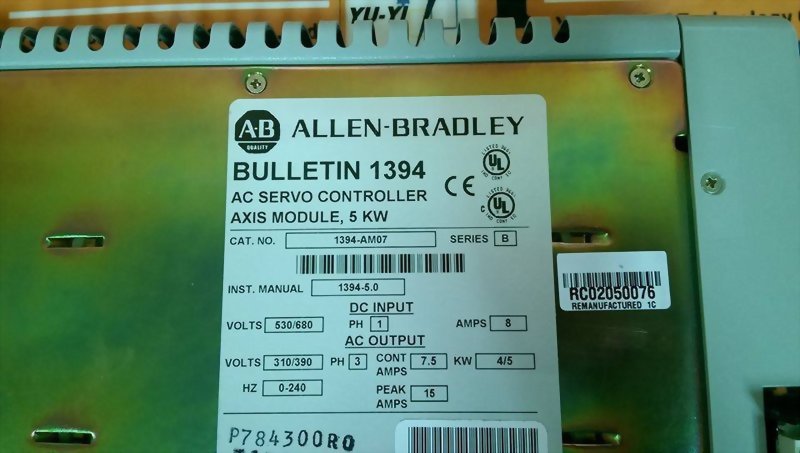 YU-YI
A-B
QUALITY
ALLEN-BRADLEY
BULLETIN 1394
AC SERVO CONTROLLER
AXIS MODULE, 5 KW
CE
UL
UL
CAT. NO. 1394-AM07 SERIES B
INST. MANUAL 1394-5.0
DC INPUT
VOLTS 530/680 PH 1 AMPS 8
AC OUTPUT
VOLTS 310/390 PH 3 CONT AMPS 7.5 KW 4/5
HZ 0-240 PEAK AMPS 15
P784300R0
RC02050076
REMANUFACTURED 1C